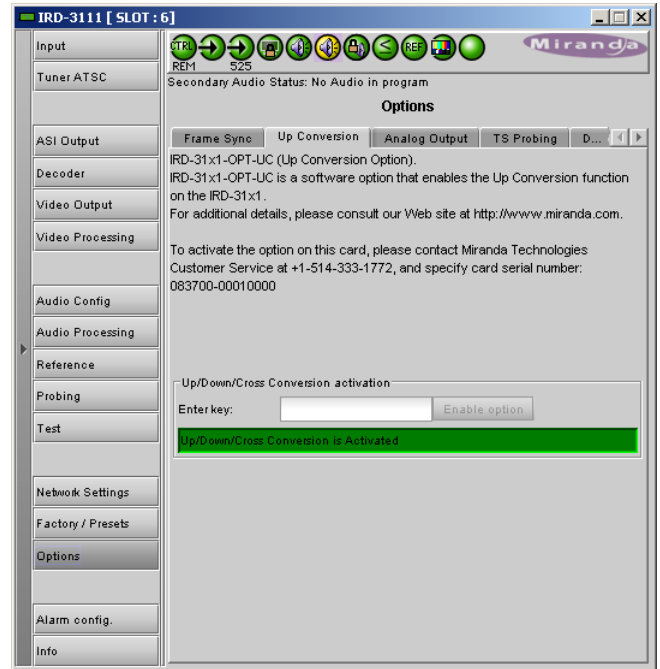 IRD-3111 [ SLOT : 6]
Input
Tuner ATSC
ASI Output
Decoder
Video Output
Video Processing
Audio Config
Audio Processing
Reference
Probing
Test
Network Settings
Factory / Presets
Options
Alarm config.
Info
CTRL
REF
Miranda
REM
525
Secondary Audio Status: No Audio in program
Options
Frame Sync
Up Conversion
Analog Output
TS Probing
D...
IRD-31x1-OPT-UC (Up Conversion Option).
IRD-31x1-OPT-UC is a software option that enables the Up Conversion function
on the IRD-31x1.
For additional details, please consult our Web site at http://www.miranda.com.
To activate the option on this card, please contact Miranda Technologies
Customer Service at +1-514-333-1772, and specify card serial number:
083700-00010000
Up/Down/Cross Conversion activation
Enter key:
Enable option
Up/Down/Cross Conversion is Activated